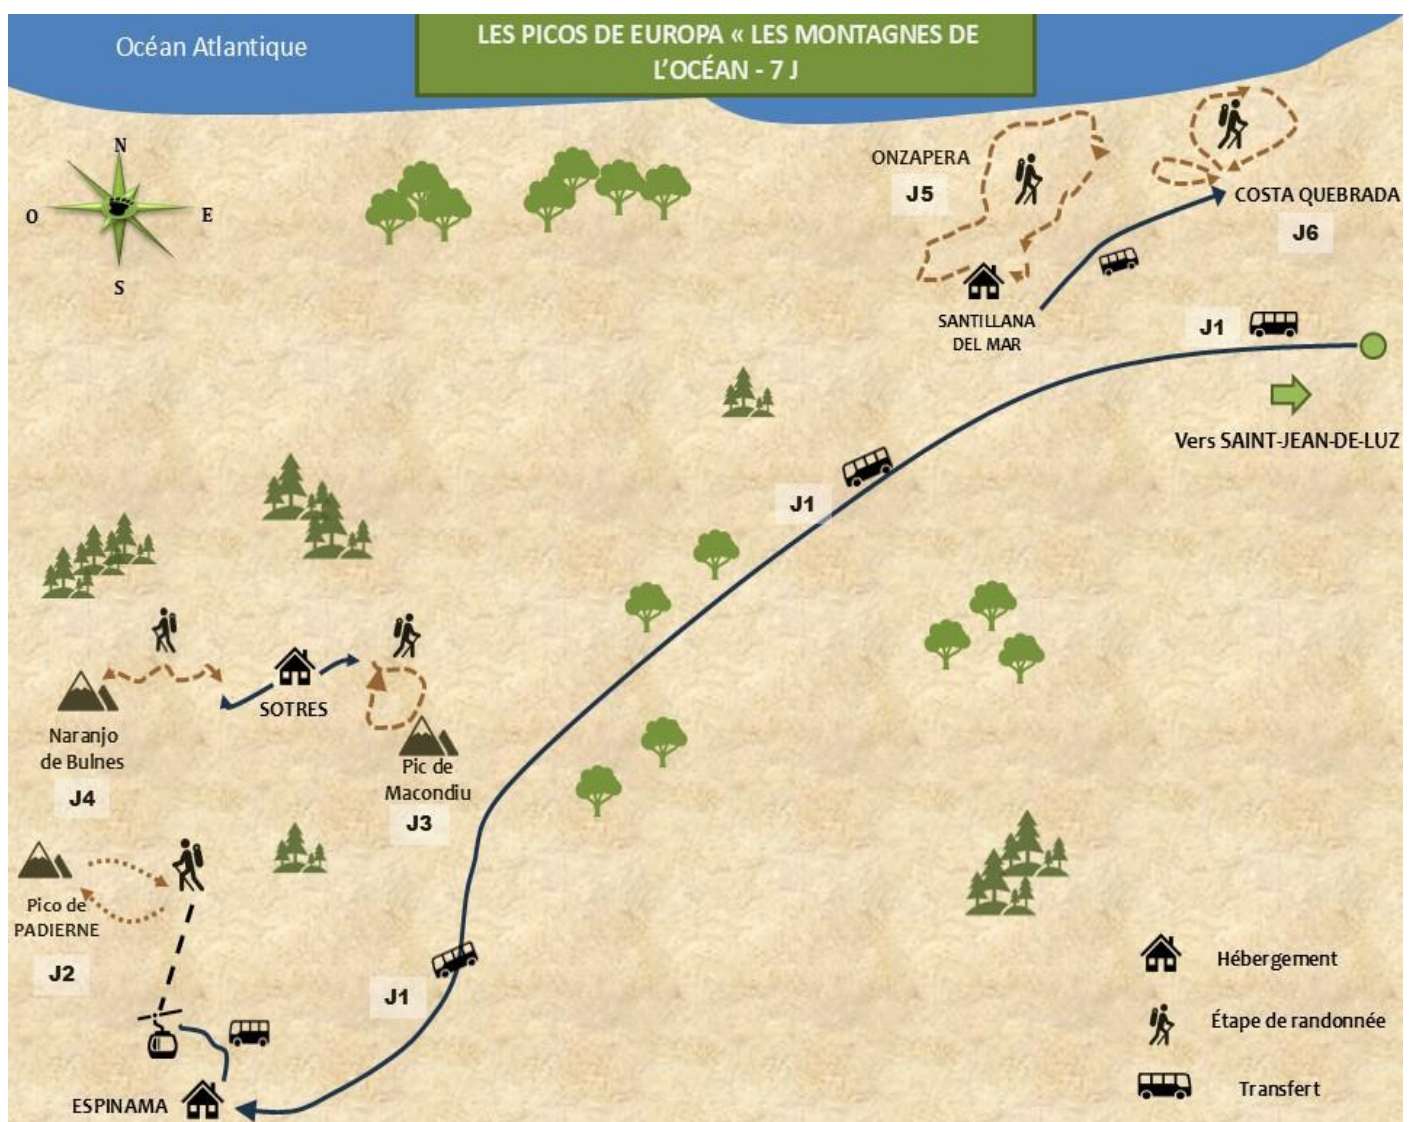 Océan Atlantique
LES PICOS DE EUROPA « LES MONTAGNES DE
L'OCÉAN - 7 J
N
O
E
S
ONZAPERA
J5
COSTA QUEBRADA
J6
SANTILLANA
DEL MAR
J1
Vers SAINT-JEAN-DE-LUZ
J1
SOTRES
Naranjo
de Bulnes
J4
Pic de
Macondiu
J3
Pico de
PADIERNE
J2
J1
ESPINAMA
Hébergement
Étape de randonnée
Transfert